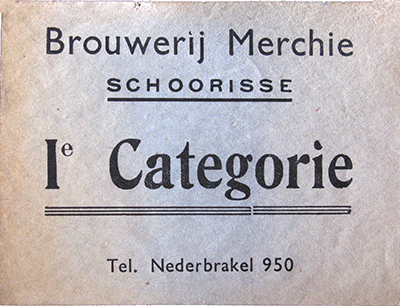 Brouwerij Merchie
SCHOORISSE
Ie Categorie
Tel. Nederbrakel 950